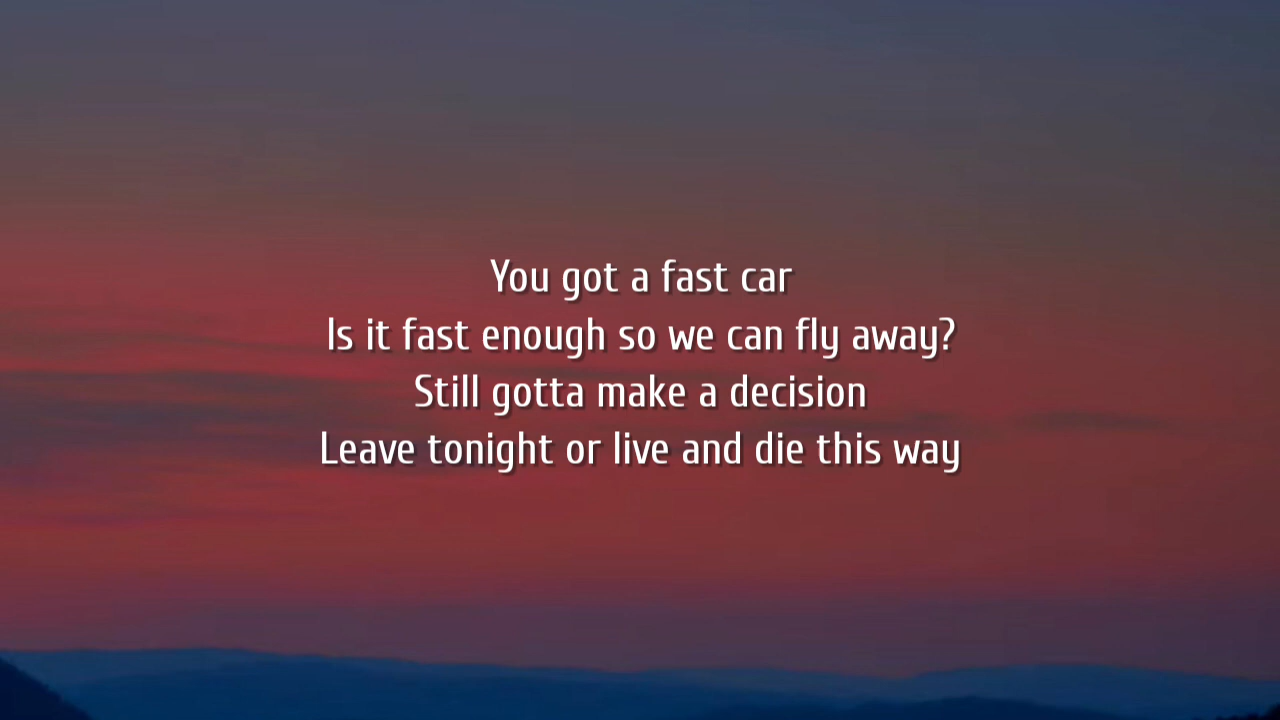 You got a fast car
Is it fast enough so we can fly away?
Still gotta make a decision
Leave tonight or live and die this way